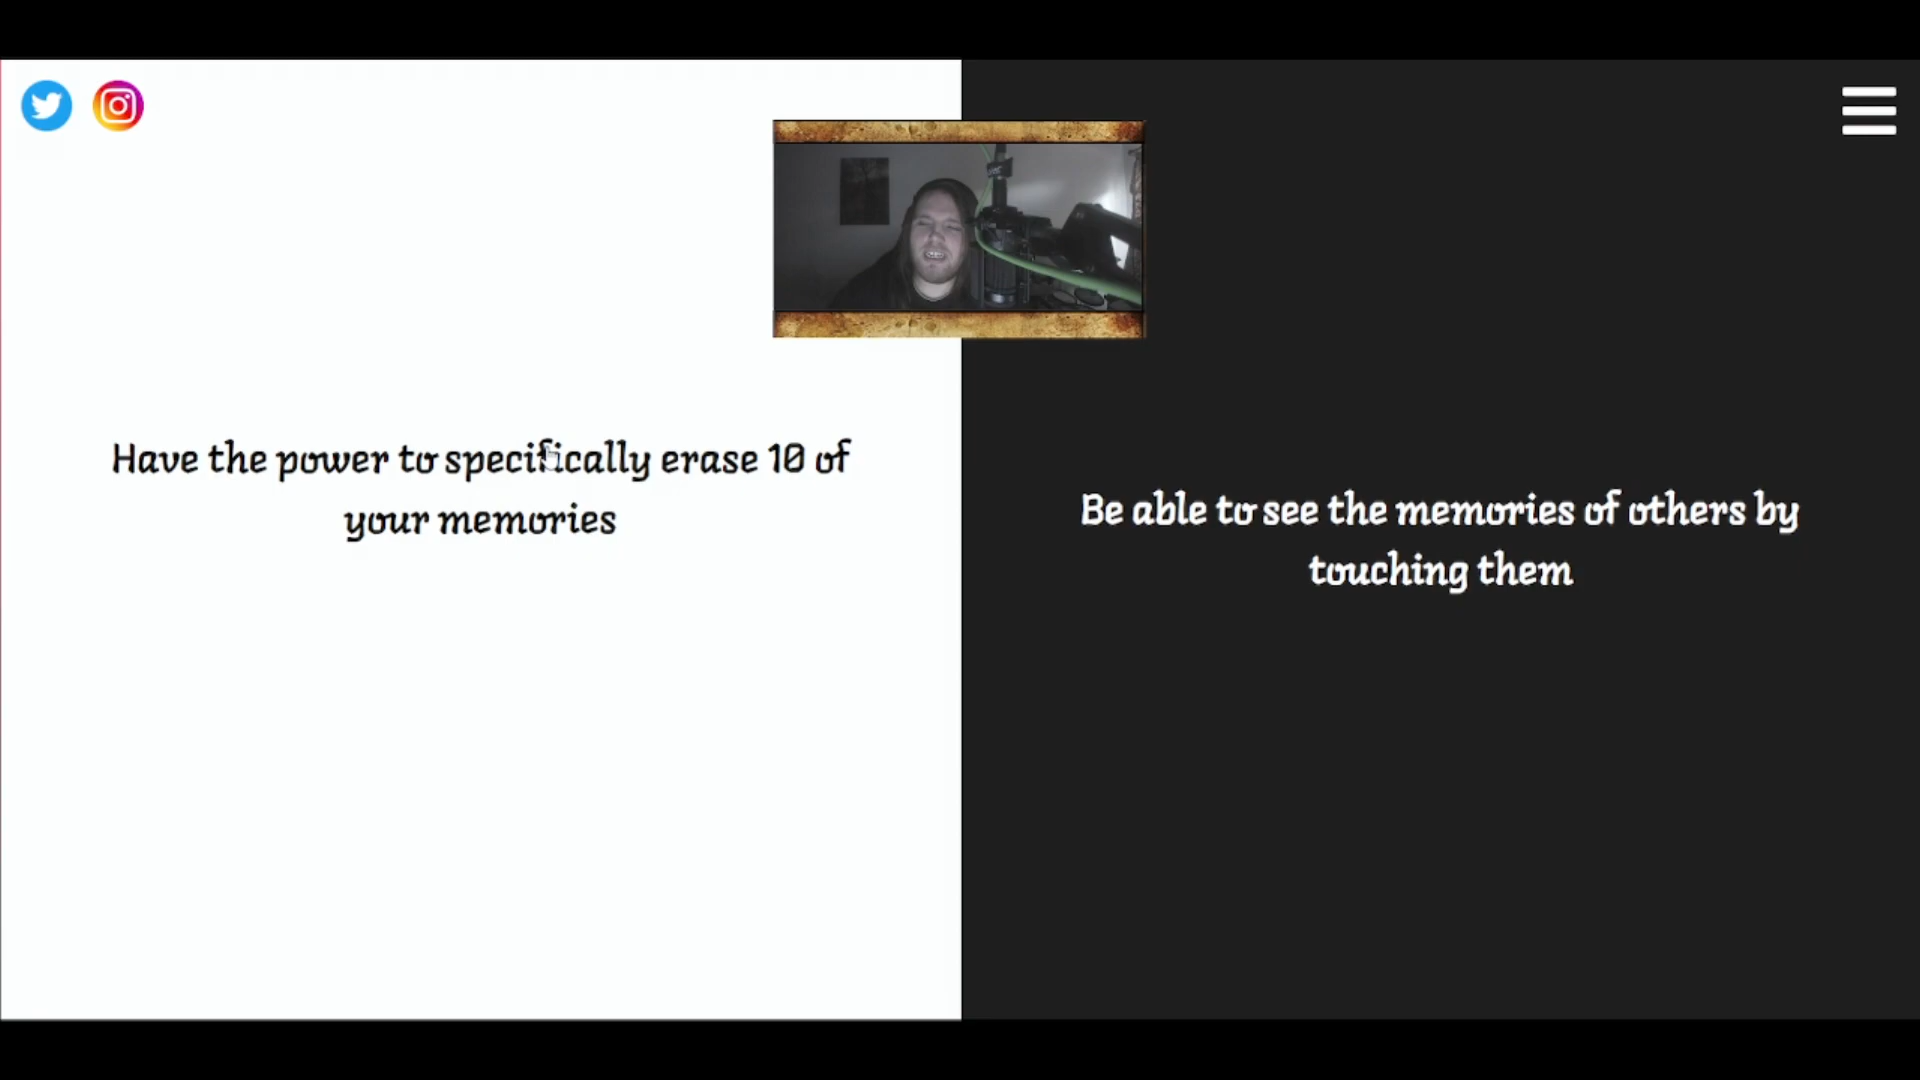 Have the power to specifically erase 10 of
your memories
Be able to see the memories of others by
touching them